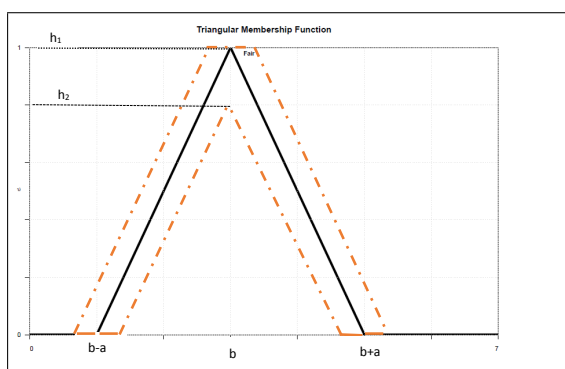 Triangular Membership Function
h₁
1
Fair
h₂
0
0
b-a
b
b+a
7